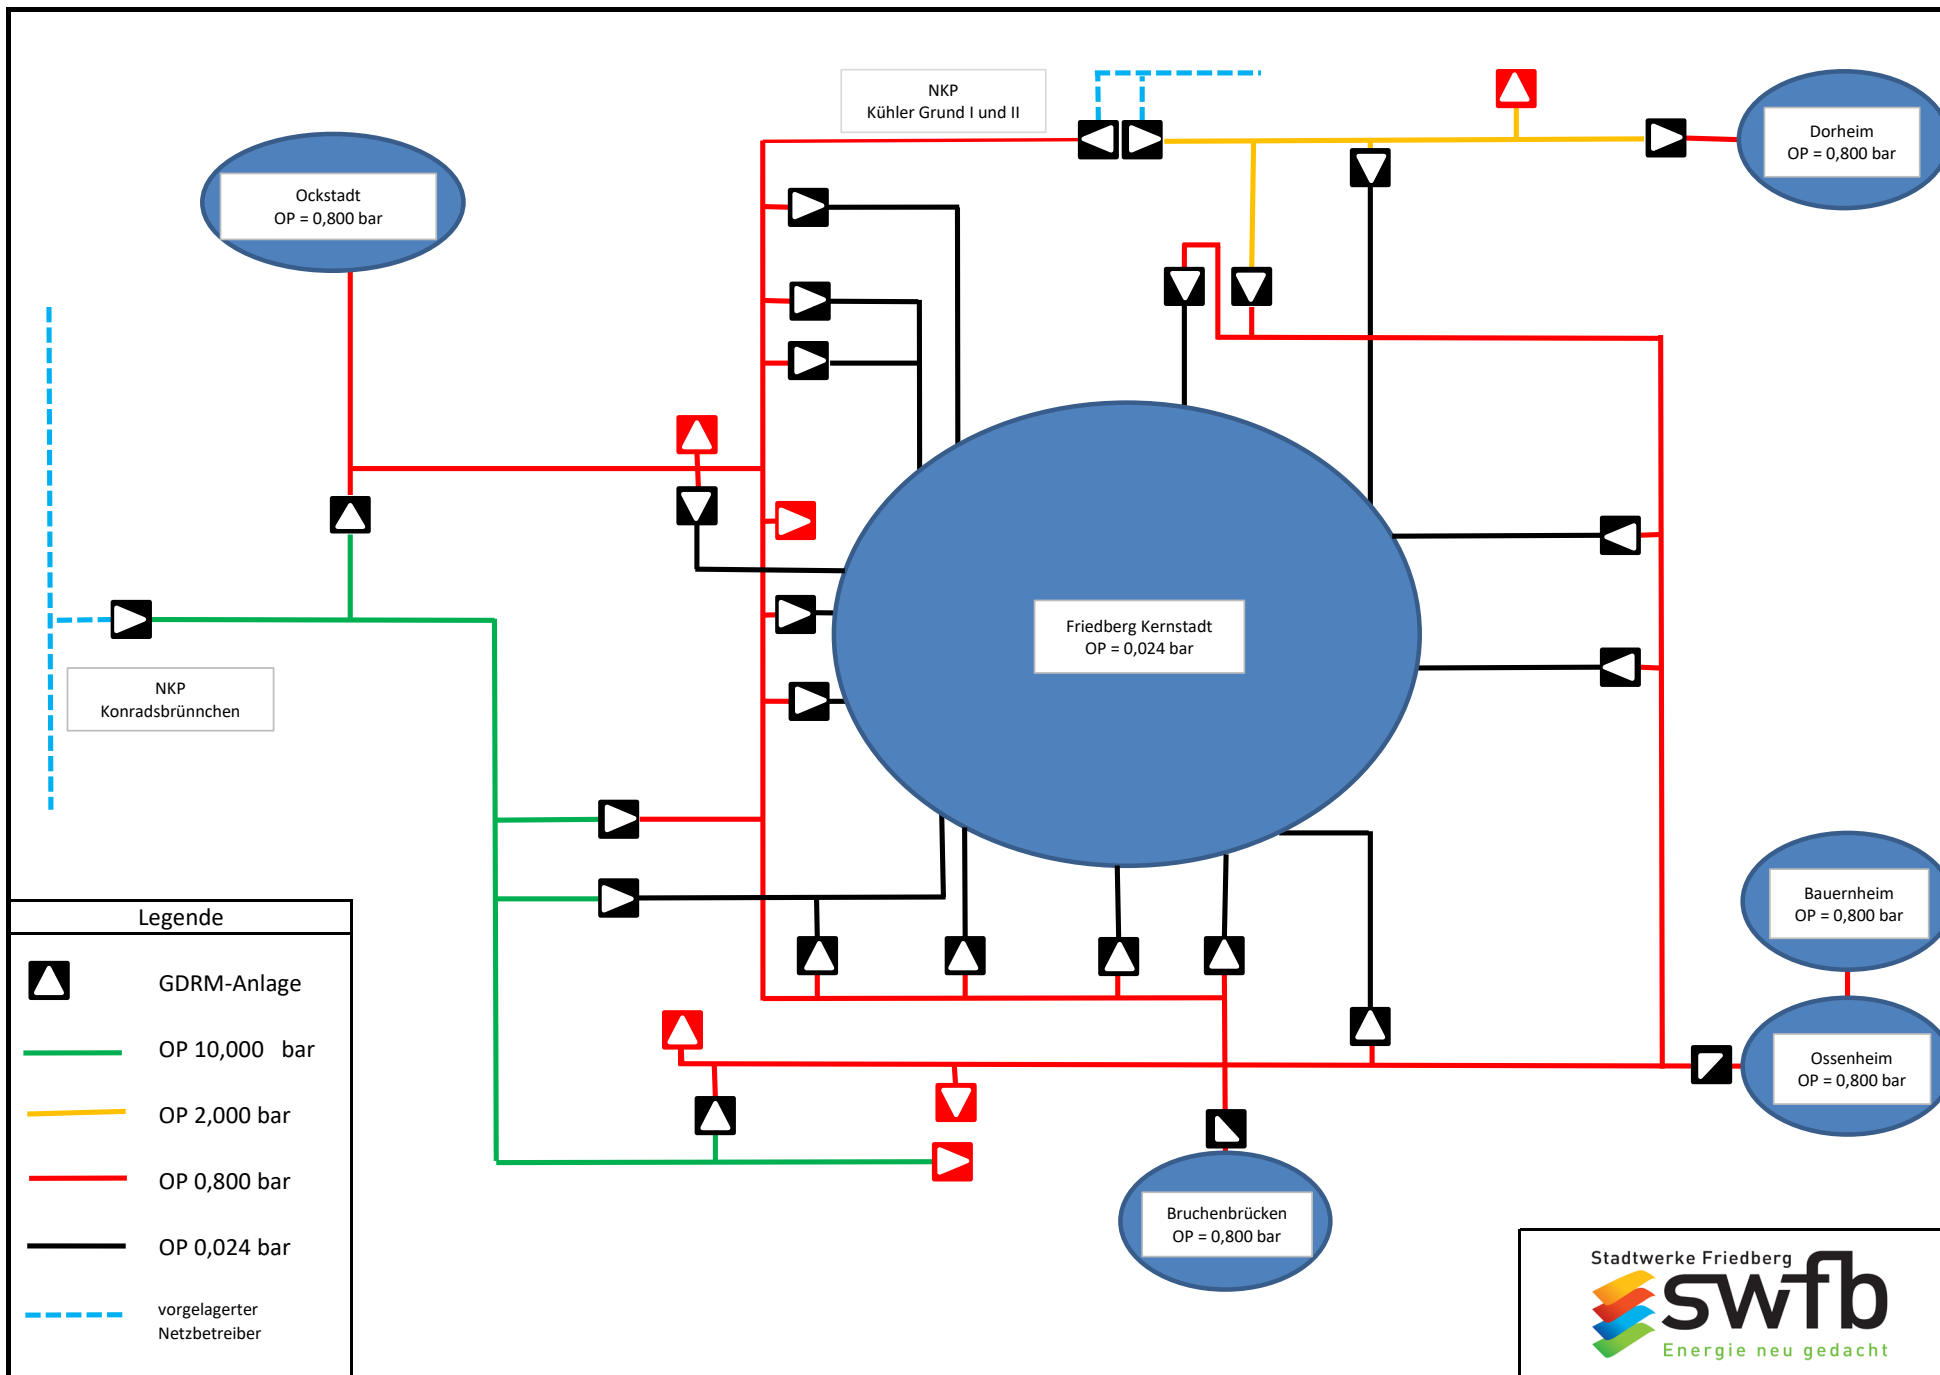 NKP
Kühler Grund I und II
Dorheim
OP = 0,800 bar
Ockstadt
OP = 0,800 bar
Friedberg Kernstadt
OP = 0,024 bar
NKP
Konradsbrünnchen
Bauernheim
OP = 0,800 bar
Ossenheim
OP = 0,800 bar
Bruchenbrücken
OP = 0,800 bar
Legende
GDRM-Anlage
OP 10,000 bar
OP 2,000 bar
OP 0,800 bar
OP 0,024 bar
vorgelagerter
Netzbetreiber
Stadtwerke Friedberg
swfb
Energie neu gedacht